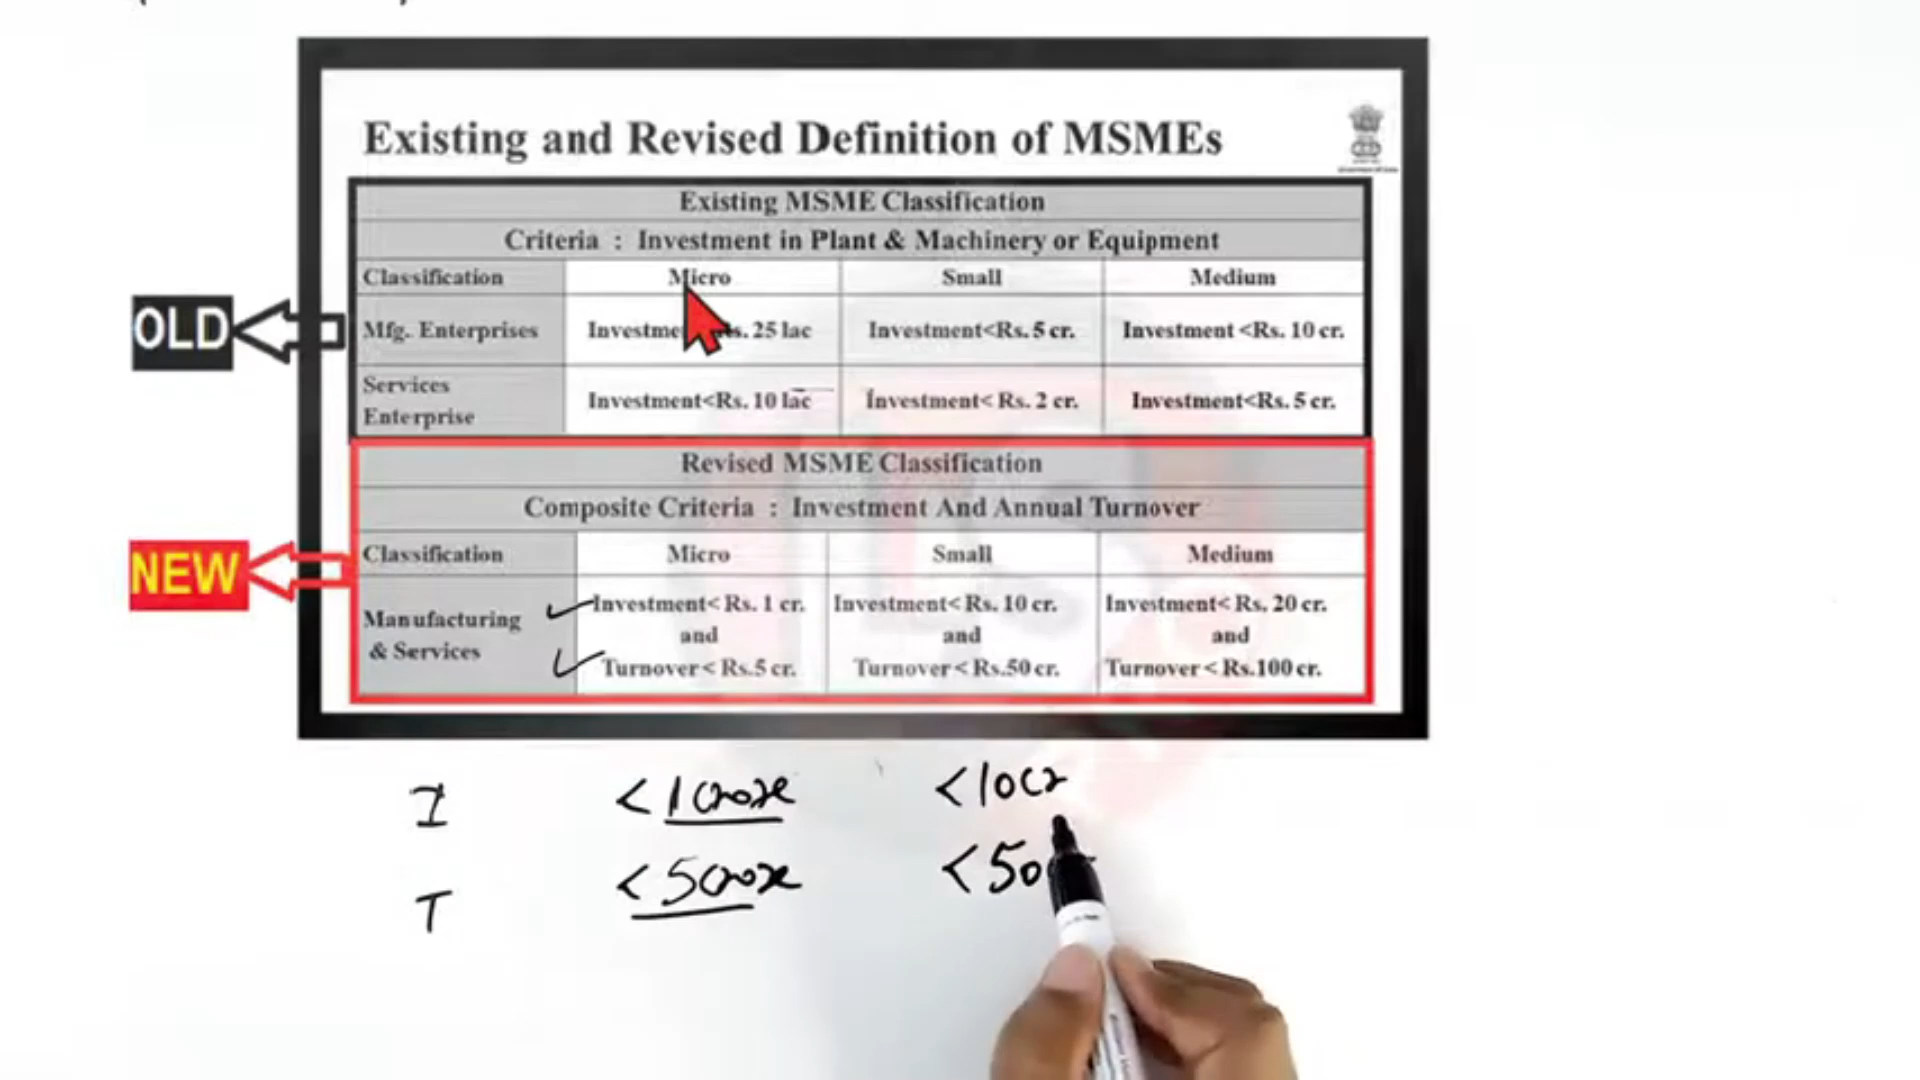 Existing and Revised Definition of MSMEs
Existing MSME Classification
Criteria : Investment in Plant & Machinery or Equipment
Classification Micro Small Medium
OLD
Mfg. Enterprises 25 lac Investment<Rs. 5 cr. Investment <Rs. 10 cr.
Services Enterprise Investment<Rs. 10 lac Investment< Rs. 2 cr. Investment<Rs. 5 cr.
Revised MSME Classification
Composite Criteria : Investment And Annual Turnover
NEW
Classification Micro Small Medium
Manufacturing & Services
Investment< Rs. 1 cr. Investment< Rs. 10 cr. Investment< Rs. 20 cr.
and and and
Turnover< Rs.5 cr. Turnover< Rs.50 cr. Turnover< Rs.100 cr.
I <1 crore <10cr
T <5 crore <50